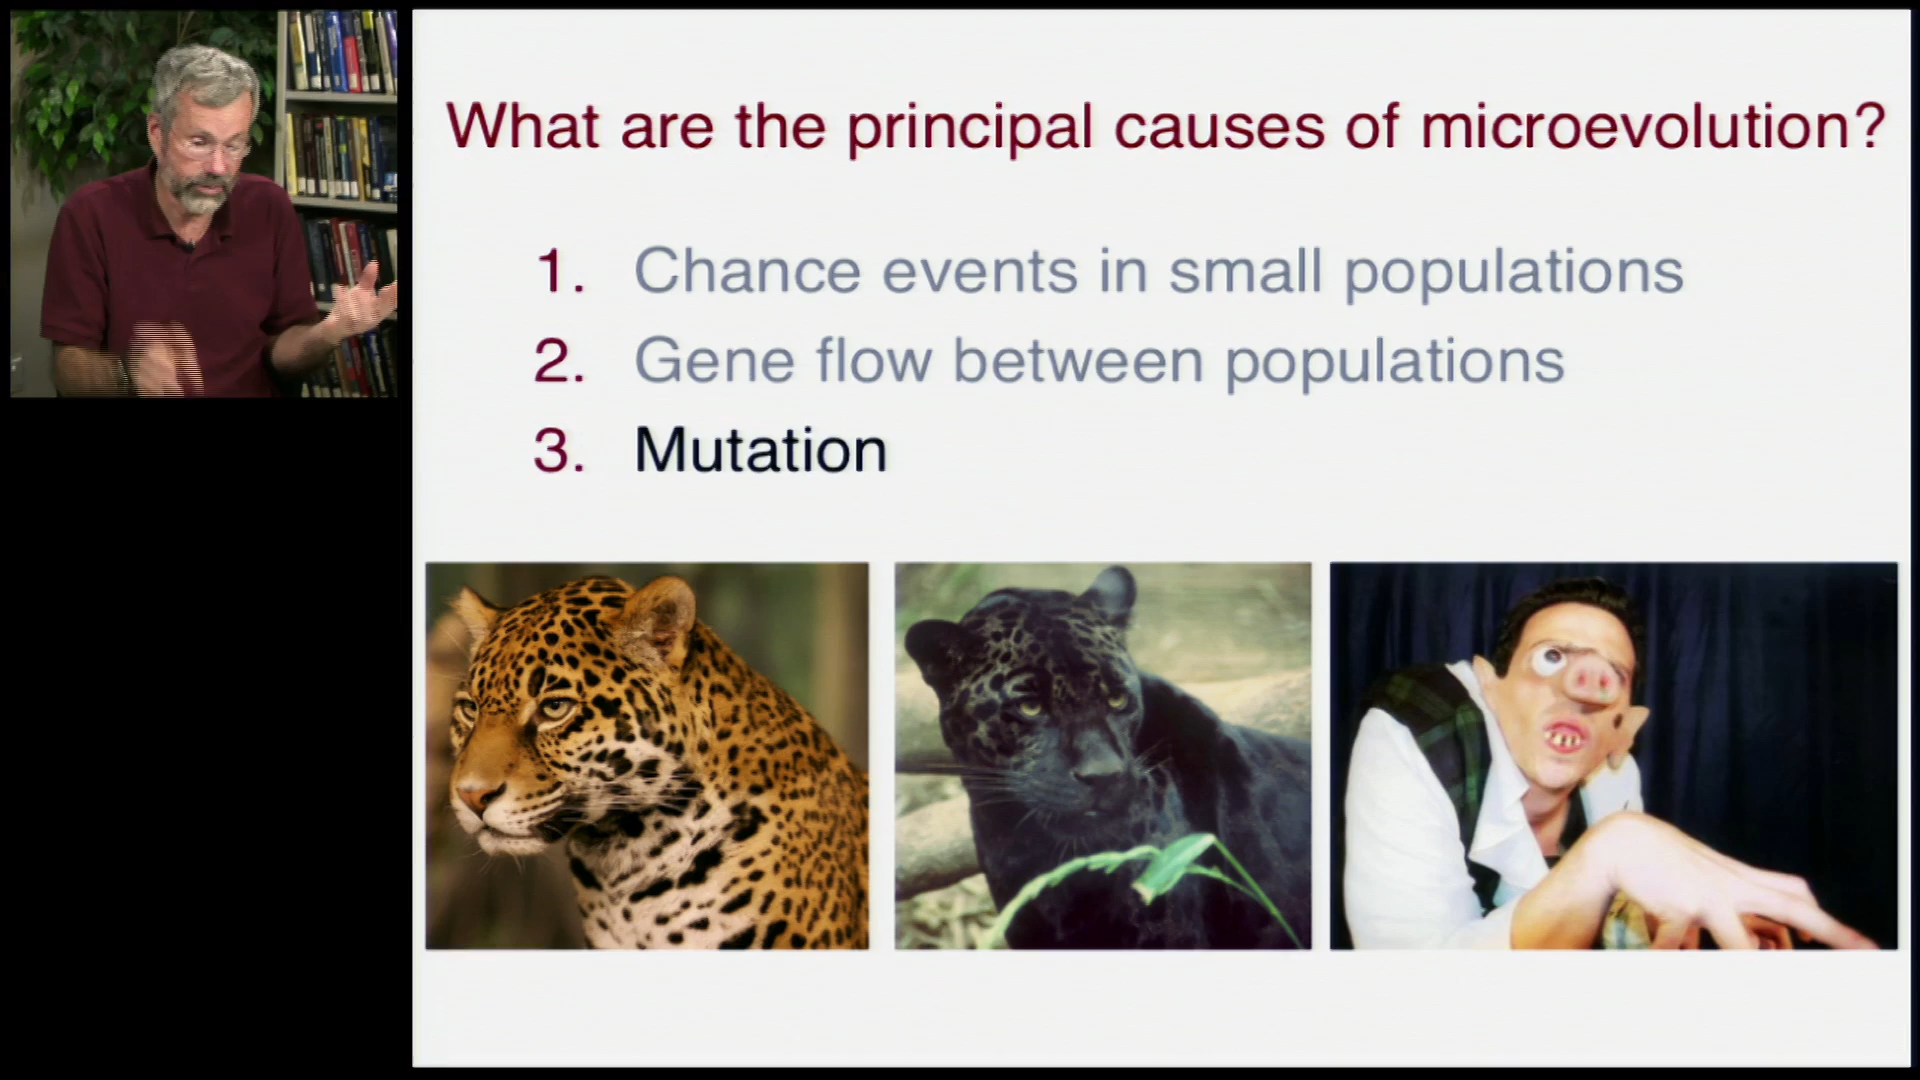 What are the principal causes of microevolution?
1. Chance events in small populations
2. Gene flow between populations
3. Mutation